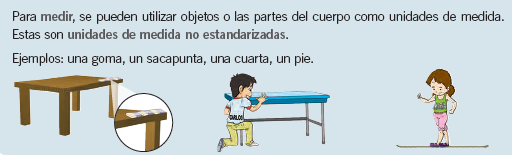 Para medir, se pueden utilizar objetos o las partes del cuerpo como unidades de medida.
Estas son unidades de medida no estandarizadas.
Ejemplos: una goma, un sacapunta, una cuarta, un pie.
CARLOS